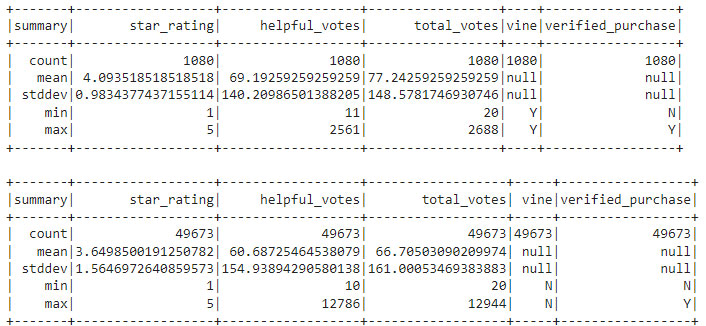 +-------+------------------+------------------+-----------------+----+-----------------+
|summary|       star_rating|     helpful_votes|      total_votes|vine|verified_purchase|
+-------+------------------+------------------+-----------------+----+-----------------+
|  count|              1080|              1080|             1080|1080|             1080|
|   mean| 4.093518518518518| 69.19259259259259|77.24259259259259|null|             null|
| stddev|0.9834377437155114|140.20986501388205|148.5781746930746|null|             null|
|    min|                 1|                11|               20|   Y|                N|
|    max|                 5|              2561|             2688|   Y|                Y|
+-------+------------------+------------------+-----------------+----+-----------------+
+-------+------------------+------------------+------------------+-----+-----------------+
|summary|       star_rating|     helpful_votes|       total_votes| vine|verified_purchase|
+-------+------------------+------------------+------------------+-----+-----------------+
|  count|             49673|             49673|             49673|49673|            49673|
|   mean|3.6498500191250782| 60.68725464538079| 66.70503090209974| null|             null|
| stddev|1.5646972640859573|154.93894290580138|161.00053469383883| null|             null|
|    min|                 1|                10|                20|    N|                N|
|    max|                 5|             12786|             12944|    N|                Y|
+-------+------------------+------------------+------------------+-----+-----------------+